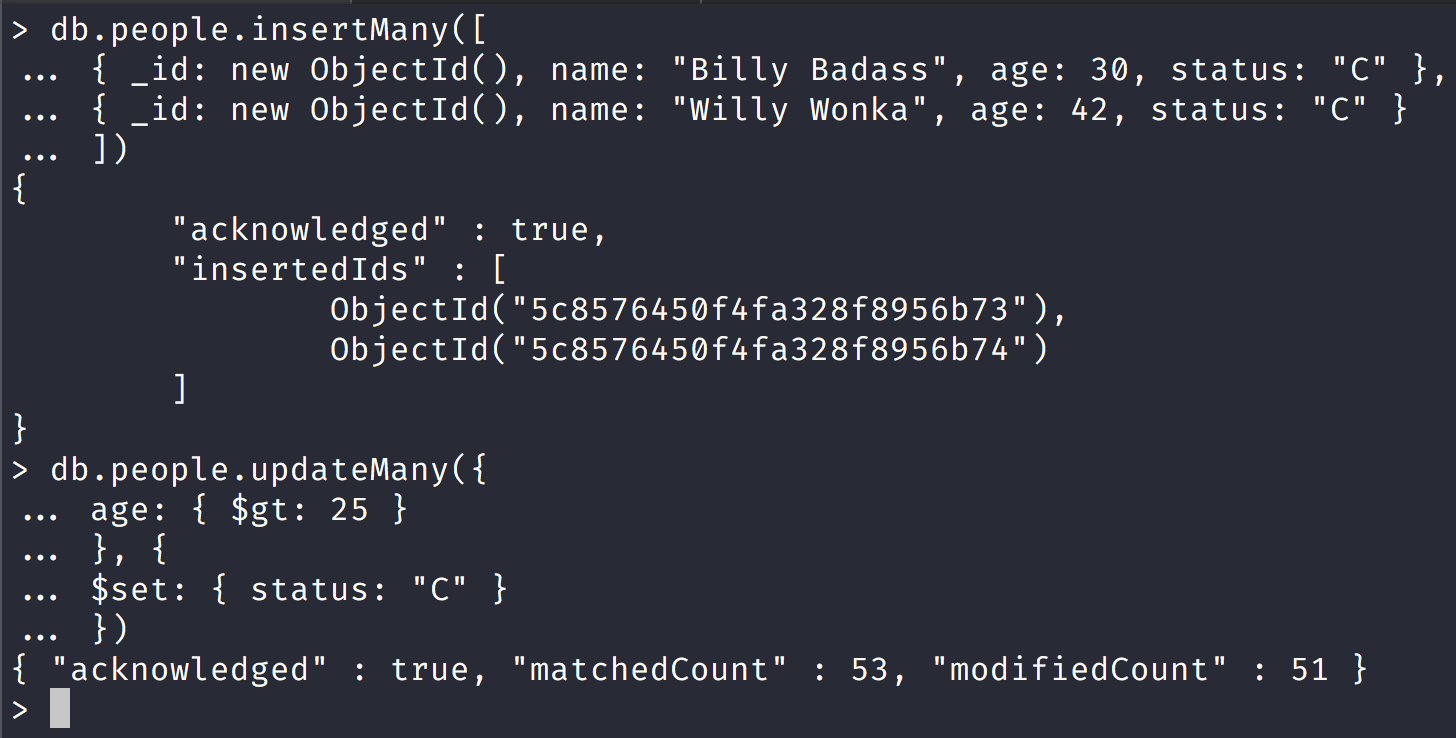 > db.people.insertMany([
... { _id: new ObjectId(), name: "Billy Badass", age: 30, status: "C" },
... { _id: new ObjectId(), name: "Willy Wonka", age: 42, status: "C" }
... ])
{
        "acknowledged" : true,
        "insertedIds" : [
                ObjectId("5c8576450f4fa328f8956b73"),
                ObjectId("5c8576450f4fa328f8956b74")
        ]
}
> db.people.updateMany({
... age: { $gt: 25 }
... }, {
... $set: { status: "C" }
... })
{ "acknowledged" : true, "matchedCount" : 53, "modifiedCount" : 51 }
>